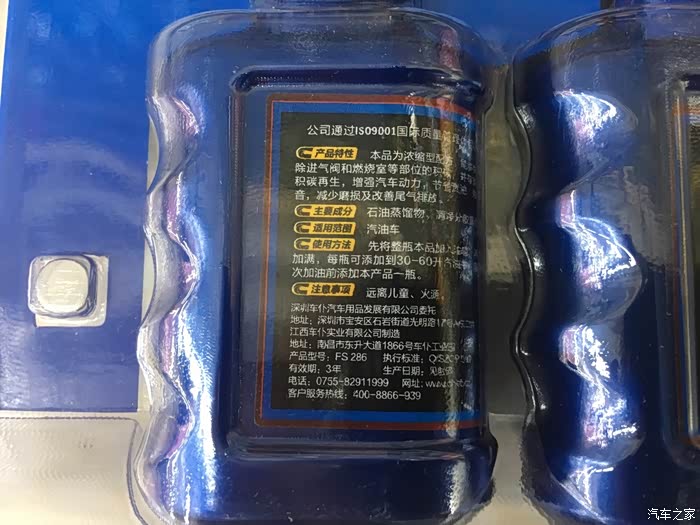 公司通过ISO9001国际质量
产品特性 本品为浓缩型配方
除进气阀和燃烧室等部位的积
积碳再生，增强汽车动力，节
音，减少磨损及改善尾气排放。
主要成分 石油蒸馏物、清净分散
适用范围 汽油车
使用方法 先将整瓶本品加入
加满，每瓶可添加到30-60升
次加油前添加本产品一瓶。
注意事项 远离儿童、火源。
深圳车仆汽车用品发展有限公司委托
地址：深圳市宝安区石岩街道光明路17号
江西车仆实业有限公司制造
地址：南昌市东升大道1866号车仆工业
产品型号：FS 286 执行标准：Q/S
有效期：3年 生产日期：见
电话：0755-82911999 网址：www.
客户服务热线：400-8866-939
汽车之家